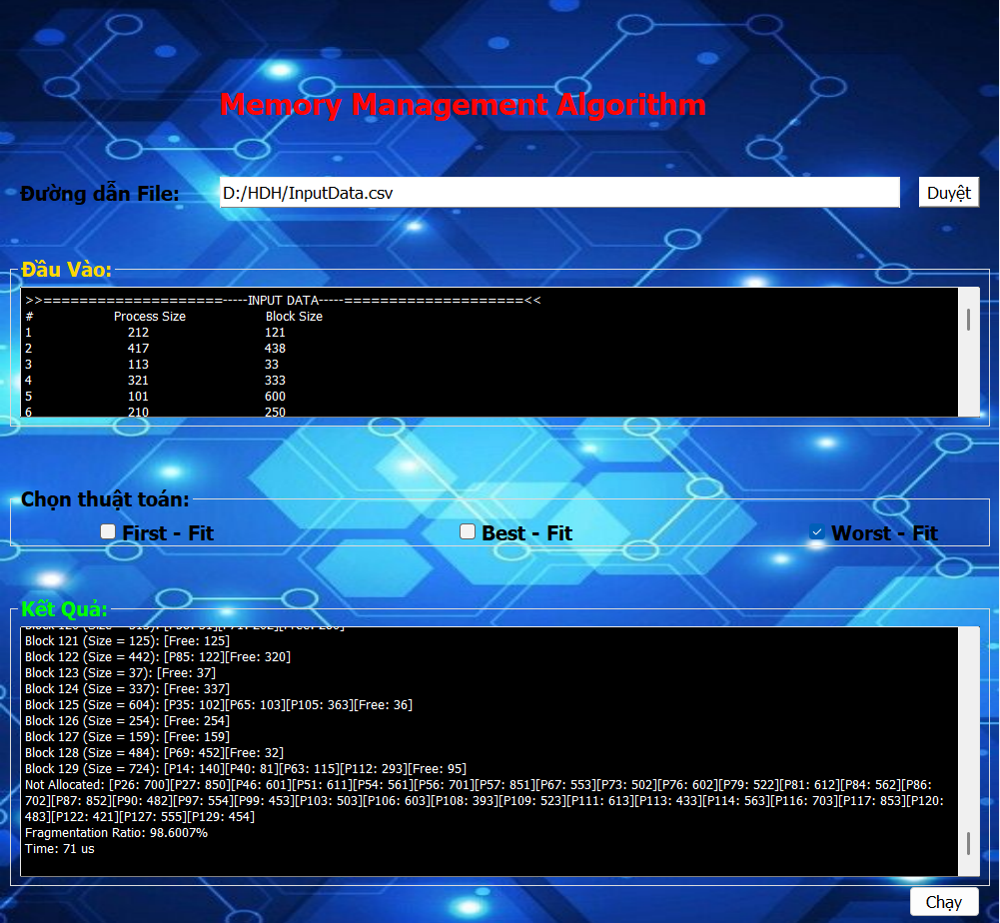 Memory Management Algorithm
Đường dẫn File: D:/HDH/InputData.csv Duyệt
Đầu Vào:
>>=====================-----INPUT DATA-----=====================<<
# Process Size Block Size
1 212 121
2 417 438
3 113 33
4 321 333
5 101 600
6 210 250
Chọn thuật toán:
First - Fit Best - Fit Worst - Fit
Kết Quả:
Block 121 (Size = 125): [Free: 125]
Block 122 (Size = 442): [P85: 122][Free: 320]
Block 123 (Size = 37): [Free: 37]
Block 124 (Size = 337): [Free: 337]
Block 125 (Size = 604): [P35: 102][P65: 103][P105: 363][Free: 36]
Block 126 (Size = 254): [Free: 254]
Block 127 (Size = 159): [Free: 159]
Block 128 (Size = 484): [P69: 452][Free: 32]
Block 129 (Size = 724): [P14: 140][P40: 81][P63: 115][P112: 293][Free: 95]
Not Allocated: [P26: 700][P27: 850][P46: 601][P51: 611][P54: 561][P56: 701][P57: 851][P67: 553][P73: 502][P76: 602][P79: 522][P81: 612][P84: 562][P86:
702][P87: 852][P90: 482][P97: 554][P99: 453][P103: 503][P106: 603][P108: 393][P109: 523][P111: 613][P113: 433][P114: 563][P116: 703][P117: 853][P120:
483][P122: 421][P127: 555][P129: 454]
Fragmentation Ratio: 98.6007%
Time: 71 us
Chạy